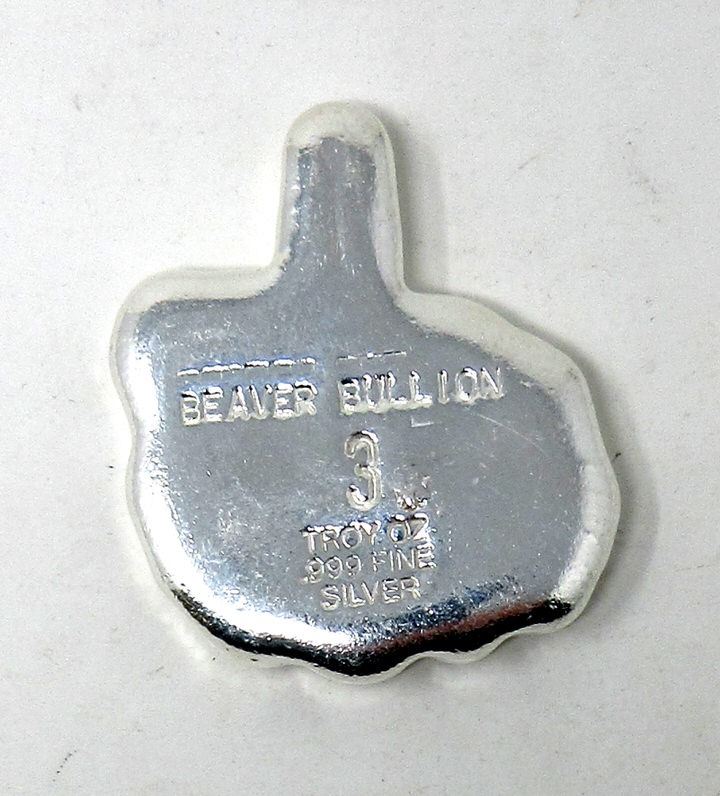 BEAVER BULLION
3
TROY OZ
.999 FINE
SILVER